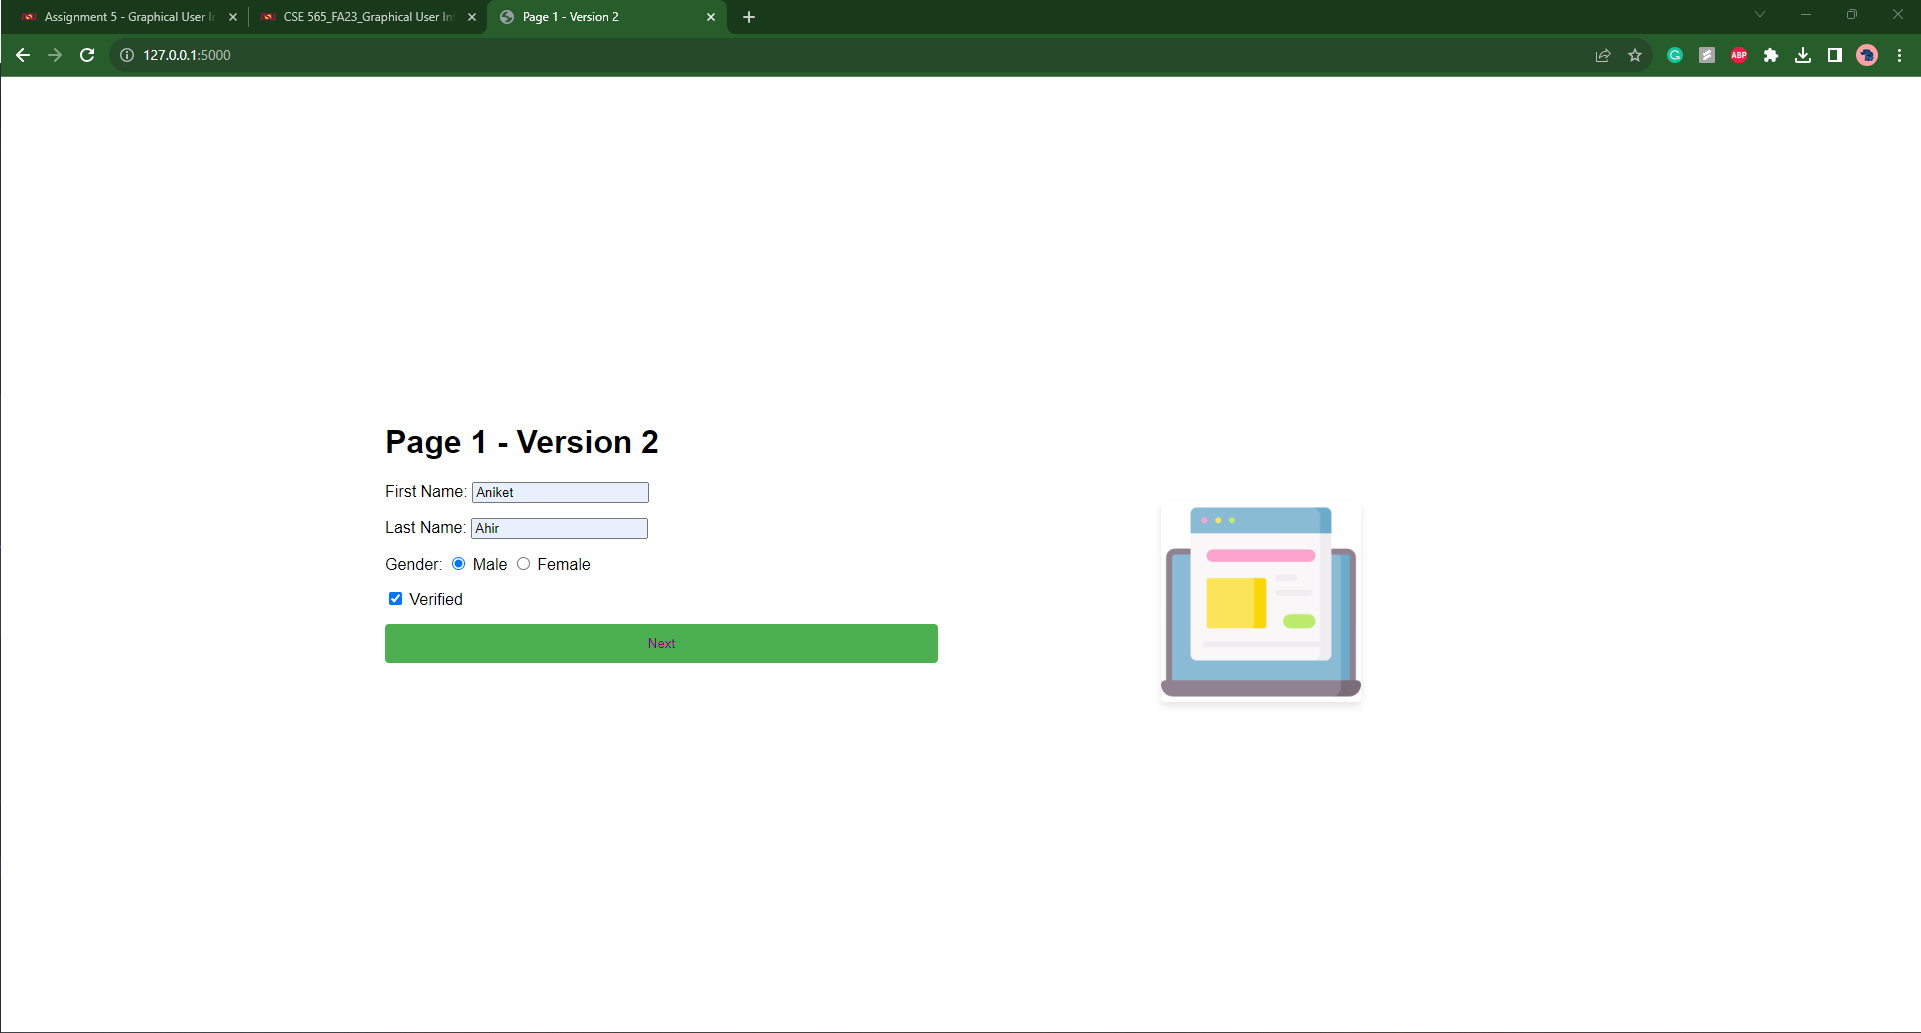 Assignment 5 - Graphical User Ir
CSE 565_FA23_Graphical User Int
Page 1 - Version 2
127.0.0.1:5000
ABP
Page 1 - Version 2
First Name: Aniket
Last Name: Ahir
Gender: Male Female
Verified
Next